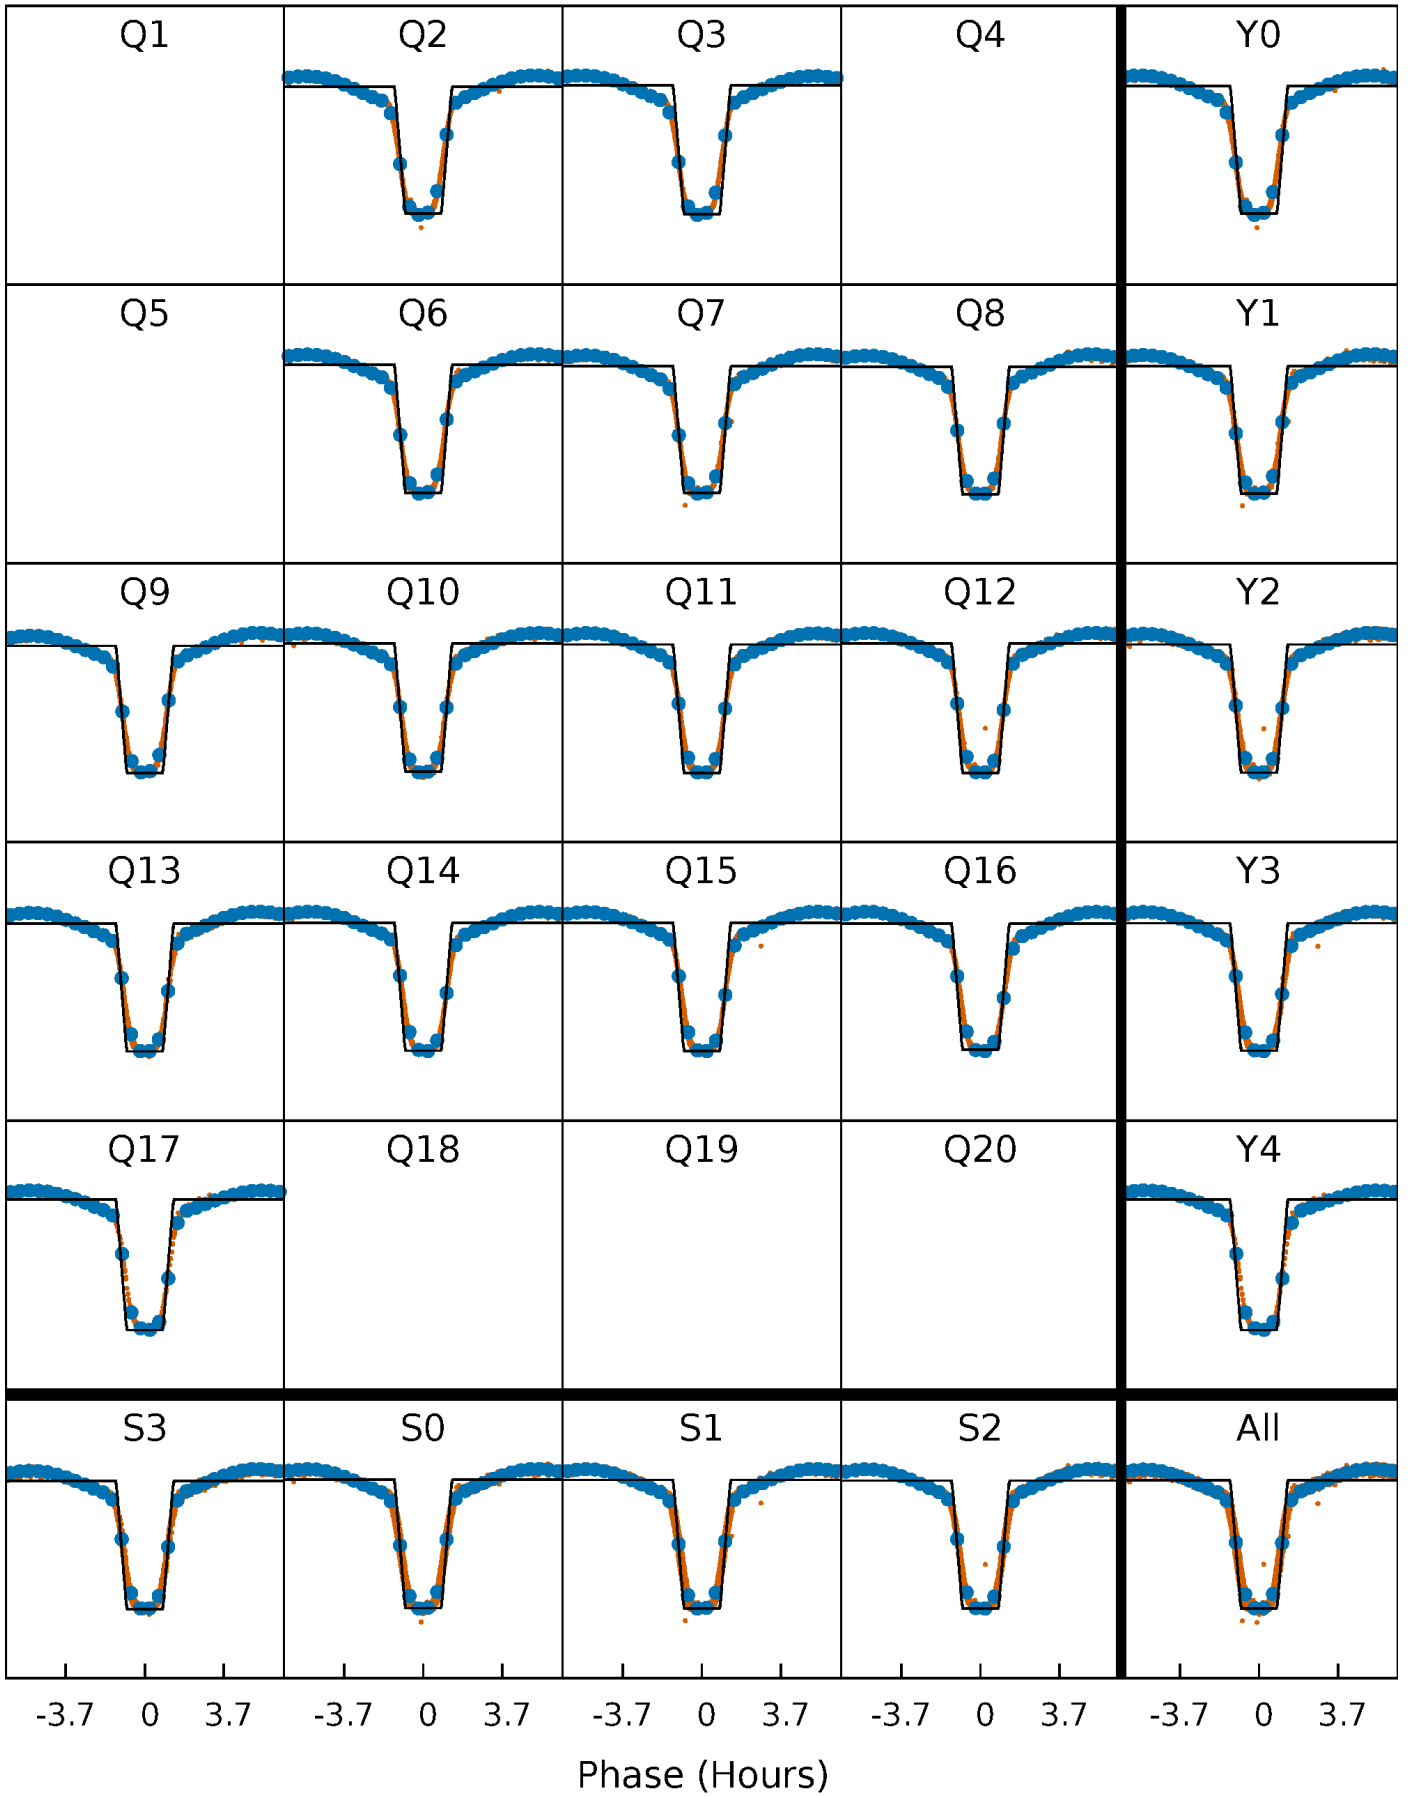 Q1 Q2 Q3 Q4 Y0
Q5 Q6 Q7 Q8 Y1
Q9 Q10 Q11 Q12 Y2
Q13 Q14 Q15 Q16 Y3
Q17 Q18 Q19 Q20 Y4
S3 S0 S1 S2 All
-3.7 0 3.7 -3.7 0 3.7 -3.7 0 3.7 -3.7 0 3.7 -3.7 0 3.7
Phase (Hours)